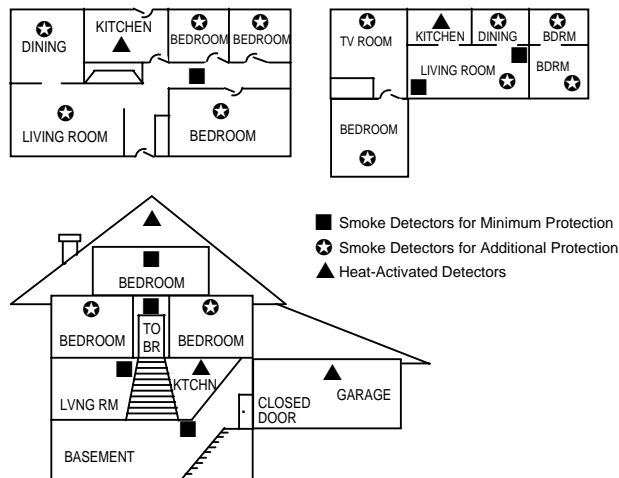 DINING
KITCHEN
BEDROOM
BEDROOM
LIVING ROOM
BEDROOM
TV ROOM
KITCHEN
DINING
BDRM
LIVING ROOM
BDRM
BEDROOM
Smoke Detectors for Minimum Protection
Smoke Detectors for Additional Protection
Heat-Activated Detectors
BEDROOM
BEDROOM
TO
BR
BEDROOM
LVNG RM
KTCHN
CLOSED
DOOR
GARAGE
BASEMENT